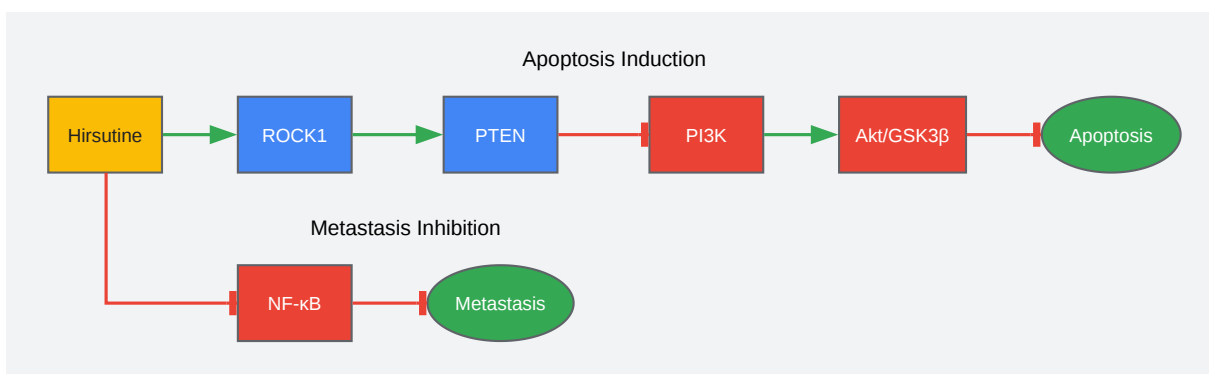 Apoptosis Induction
Hirsutine
ROCK1
PTEN
PI3K
Akt/GSK3β
Apoptosis
Metastasis Inhibition
NF-κB
Metastasis